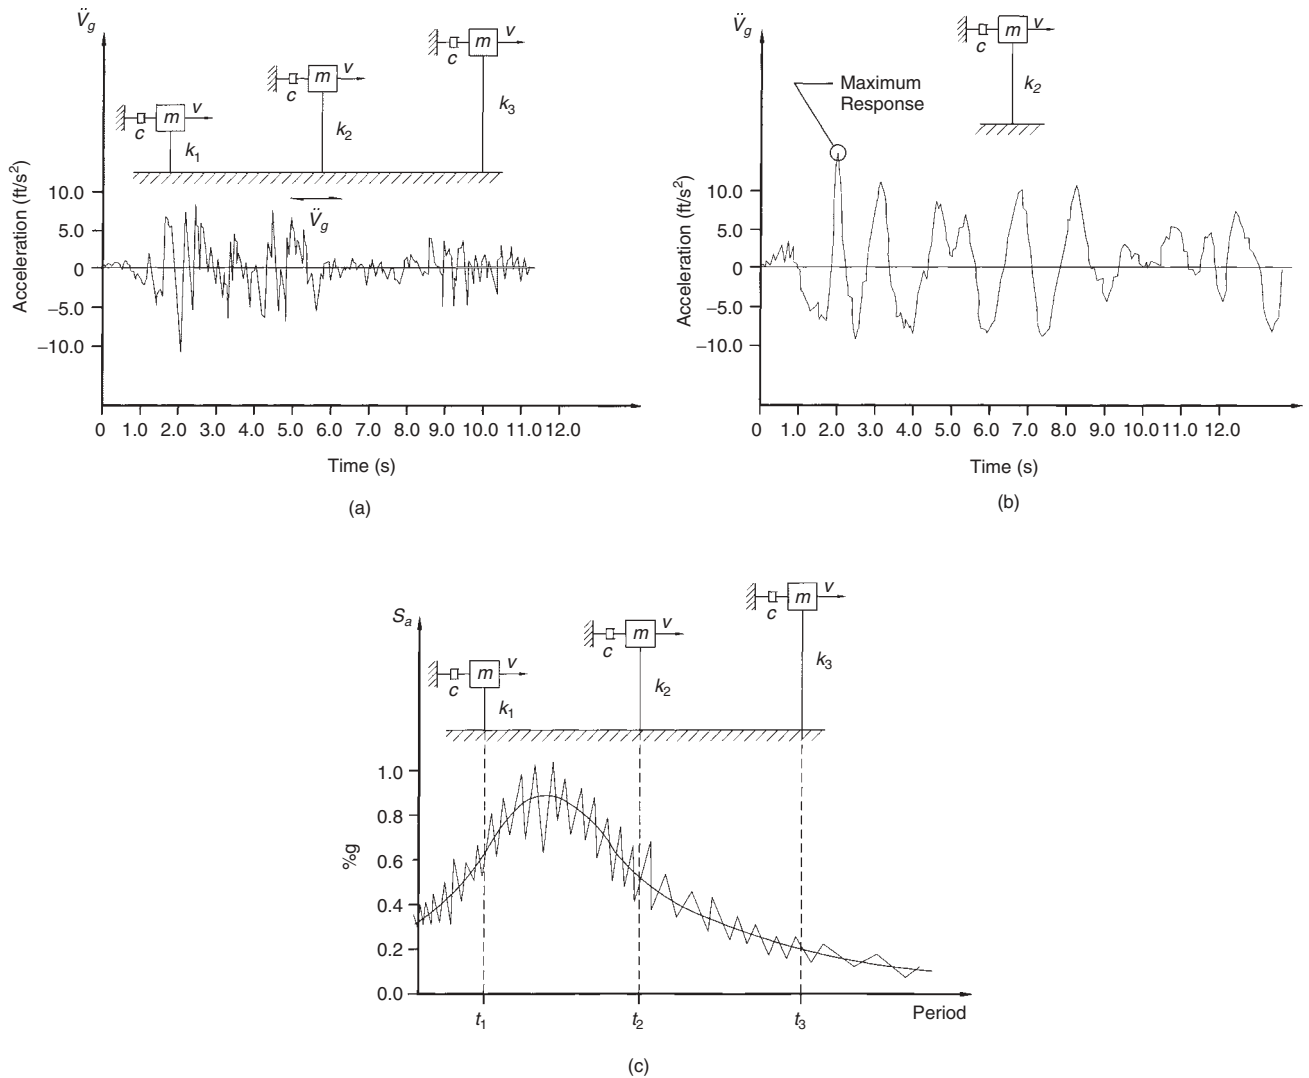 V̈g
m
v
c
k3
m
v
c
k2
m
v
c
k1
V̈g
Acceleration (ft/s²)
10.0
5.0
0
−5.0
−10.0
0 1.0 2.0 3.0 4.0 5.0 6.0 7.0 8.0 9.0 10.0 11.0 12.0
Time (s)
(a)
V̈g
m
v
c
k2
Maximum
Response
Acceleration (ft/s²)
10.0
5.0
0
−5.0
−10.0
0 1.0 2.0 3.0 4.0 5.0 6.0 7.0 8.0 9.0 10.0 11.0 12.0
Time (s)
(b)
Sa
m
v
c
k1
m
v
c
k2
m
v
c
k3
%g
1.0
0.8
0.6
0.4
0.2
0.0
t1 t2 t3
Period
(c)